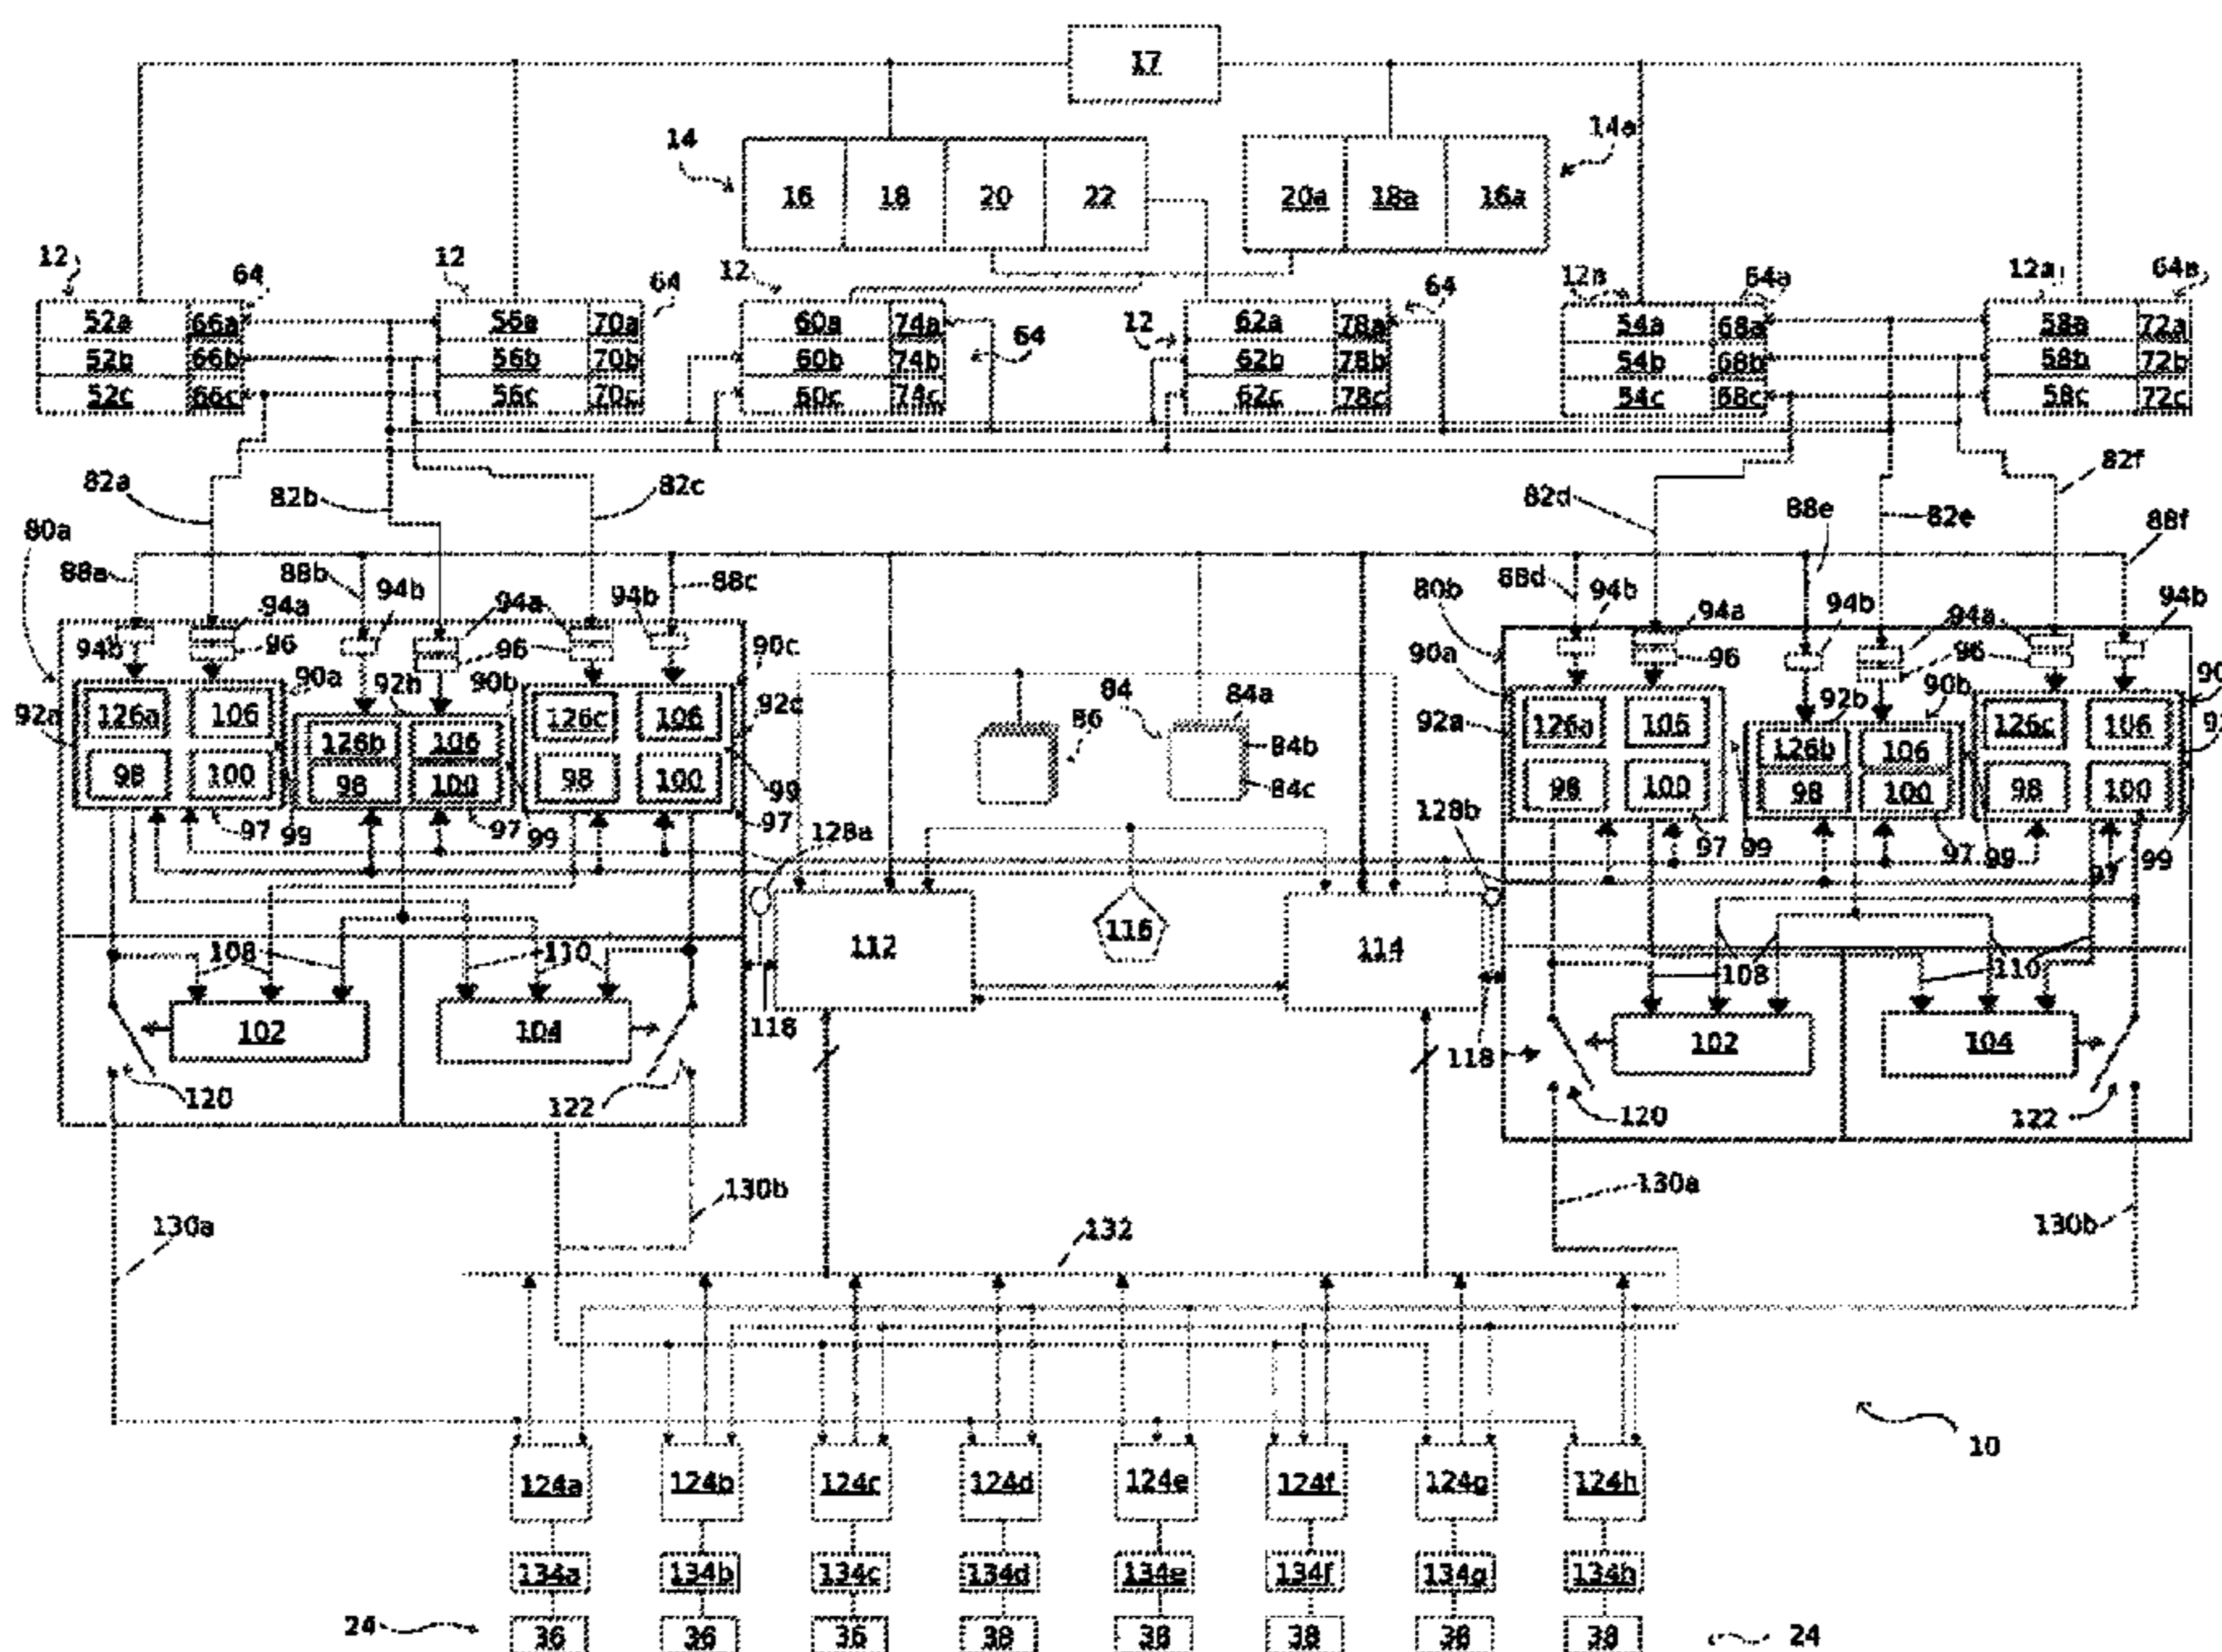 17
14
14a
16 18 20 22
20a 18a 16a
12 64 12 64 12 64 12a 64a 12a 64a
52a 66a 56a 70a 60a 74a 62a 78a 54a 68a 58a 72a
12 64
52b 66b 56b 70b 60b 74b 62b 78b 54b 68b 58b 72b
52c 66c 56c 70c 60c 74c 62c 78c 54c 68c 58c 72c
82a 82b 82c 82d 82e 82f
80a 88e 88f
88a 88b 94b 88c 88d 94b 80b
94a 94a 94b 94a 94b 94a 94b
94b 96 96 90c 90a 96 96
90a 92b 90b 84 84a 92b 90b
92a 126a 106 126c 106 92c 86 84b 92a 126a 106 126c 106
126b 106 126b 106
98 100 98 100 98 100 99 84c 98 100 98 100 98 100
97 99 97 99 97 128a 128b 97 99 97 99 97 99
108 110 112 116 114 108 110
102 104 118 118 102 104
120 122 120 122
130a 130b 132 130a 130b
10
124a 124b 124c 124d 124e 124f 124g 124h
134a 134b 134c 134d 134e 134f 134g 134h
24 36 36 36 38 38 38 36 38 24